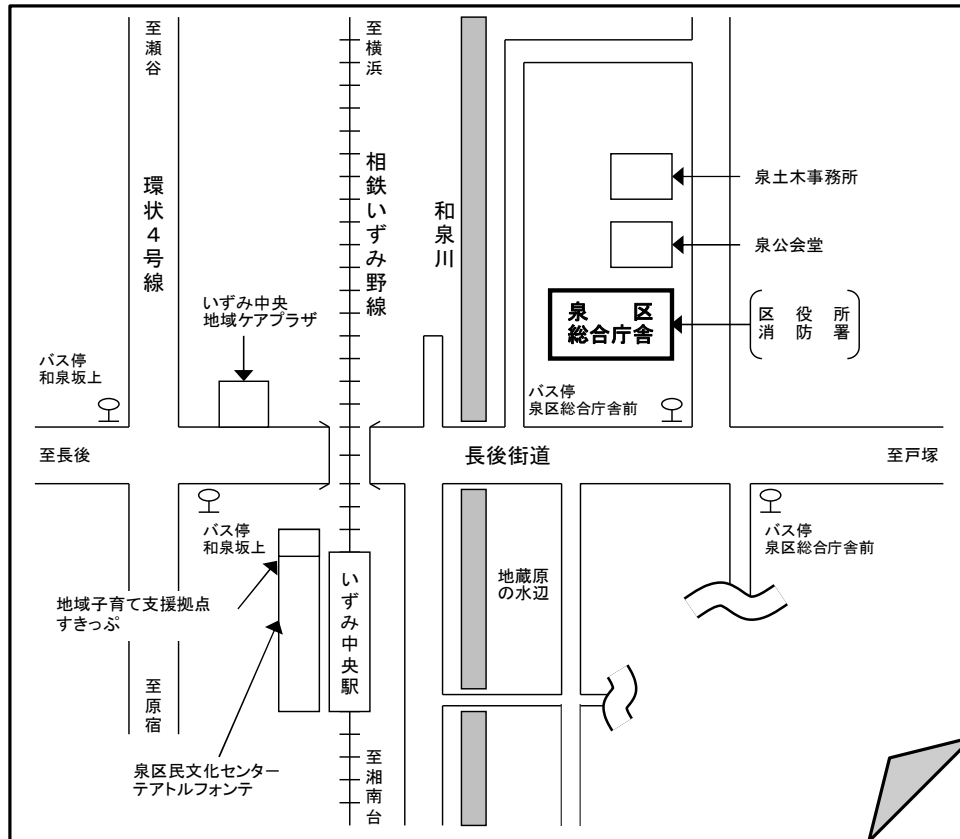 至瀬谷
至横浜
環状４号線
相鉄いずみ野線
和泉川
泉土木事務所
泉公会堂
泉　区
総合庁舎
区　役　所
消　防　署
いずみ中央
地域ケアプラザ
バス停
和泉坂上
バス停
泉区総合庁舎前
至長後
長後街道
至戸塚
バス停
和泉坂上
バス停
泉区総合庁舎前
いずみ中央駅
地蔵原
の水辺
地域子育て支援拠点
すきっぷ
至原宿
泉区民文化センター
テアトルフォンテ
至湘南台